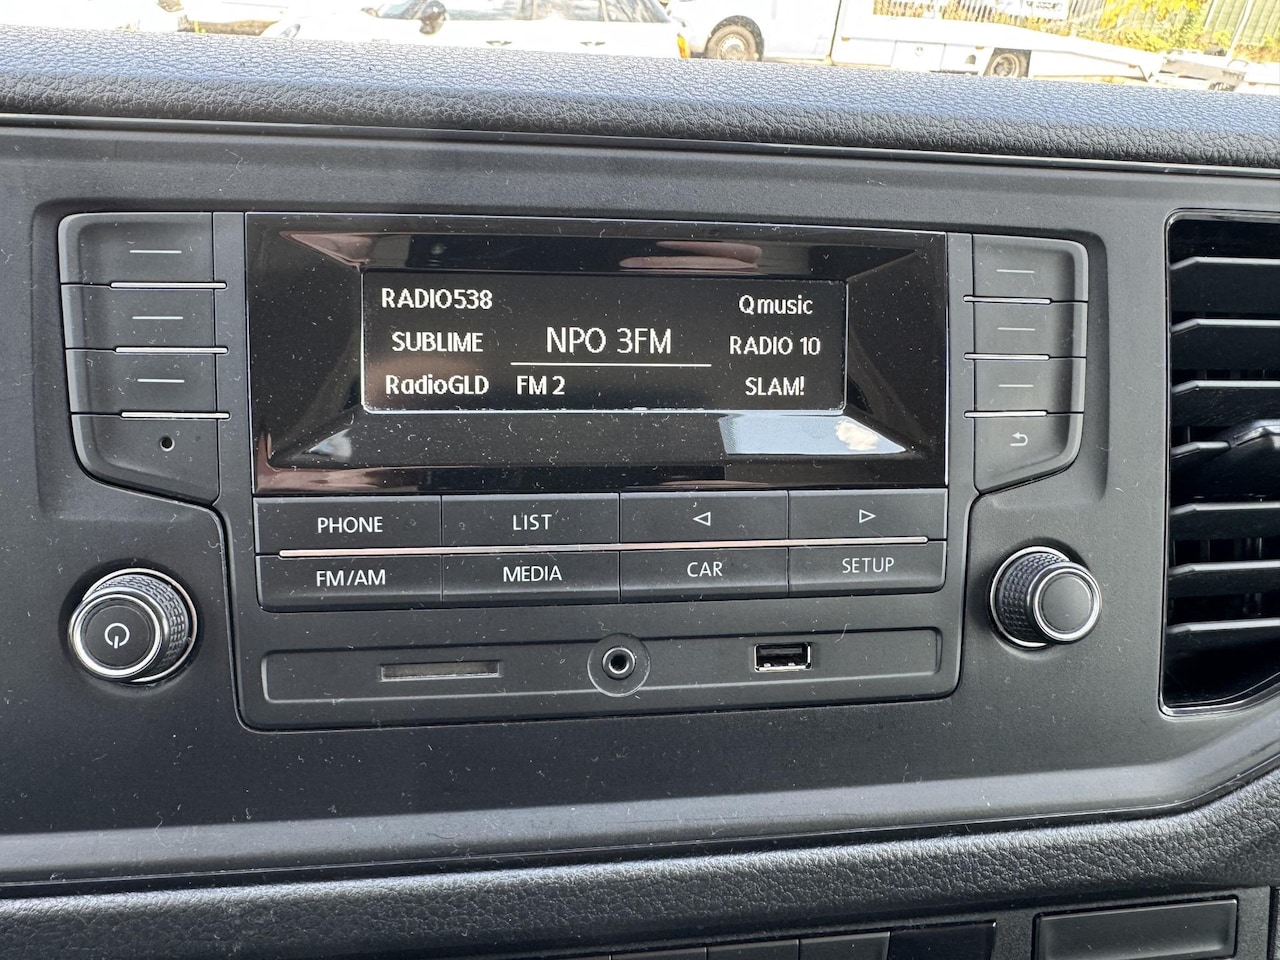 RADIO538
Qmusic
SUBLIME
NPO 3FM
RADIO 10
RadioGLD
FM 2
SLAM!
PHONE
LIST
FM/AM
MEDIA
CAR
SETUP